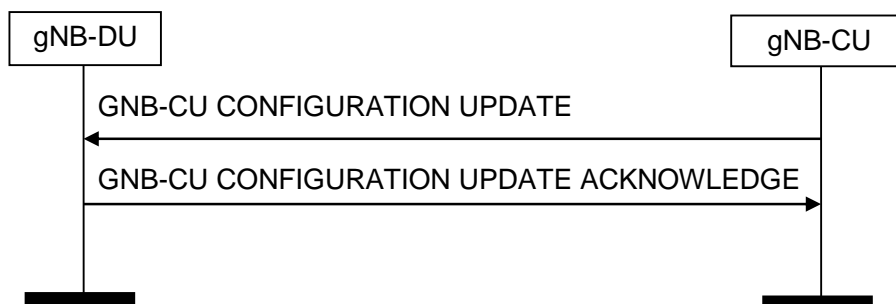 gNB-DU
gNB-CU
GNB-CU CONFIGURATION UPDATE
GNB-CU CONFIGURATION UPDATE ACKNOWLEDGE